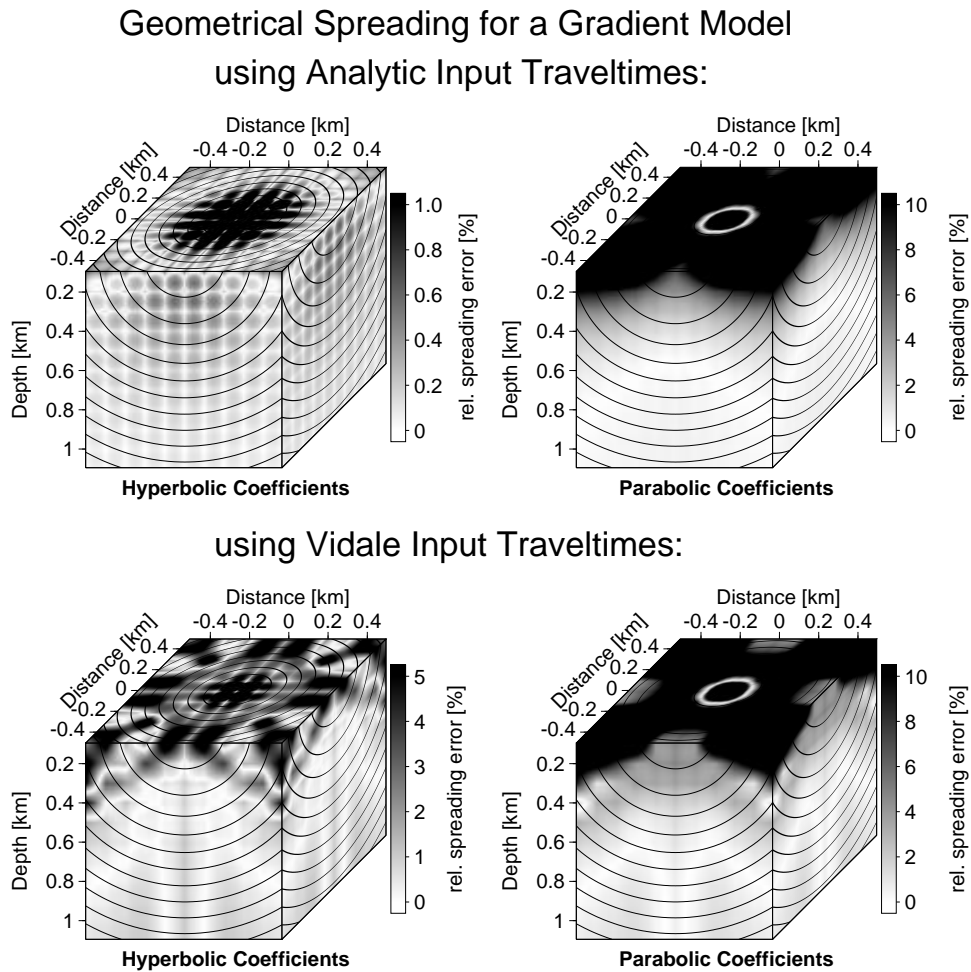 Geometrical Spreading for a Gradient Model
using Analytic Input Traveltimes:
Distance [km]
-0.4 -0.2 0 0.2 0.4
Distance [km]
0.4
0.2
0
-0.2
-0.4
Depth [km]
0.2
0.4
0.6
0.8
1
rel. spreading error [%]
1.0
0.8
0.6
0.4
0.2
0
Hyperbolic Coefficients
Distance [km]
-0.4 -0.2 0 0.2 0.4
Distance [km]
0.4
0.2
0
-0.2
-0.4
Depth [km]
0.2
0.4
0.6
0.8
1
rel. spreading error [%]
10
8
6
4
2
0
Parabolic Coefficients
using Vidale Input Traveltimes:
Distance [km]
-0.4 -0.2 0 0.2 0.4
Distance [km]
0.4
0.2
0
-0.2
-0.4
Depth [km]
0.2
0.4
0.6
0.8
1
rel. spreading error [%]
5
4
3
2
1
0
Hyperbolic Coefficients
Distance [km]
-0.4 -0.2 0 0.2 0.4
Distance [km]
0.4
0.2
0
-0.2
-0.4
Depth [km]
0.2
0.4
0.6
0.8
1
rel. spreading error [%]
10
8
6
4
2
0
Parabolic Coefficients